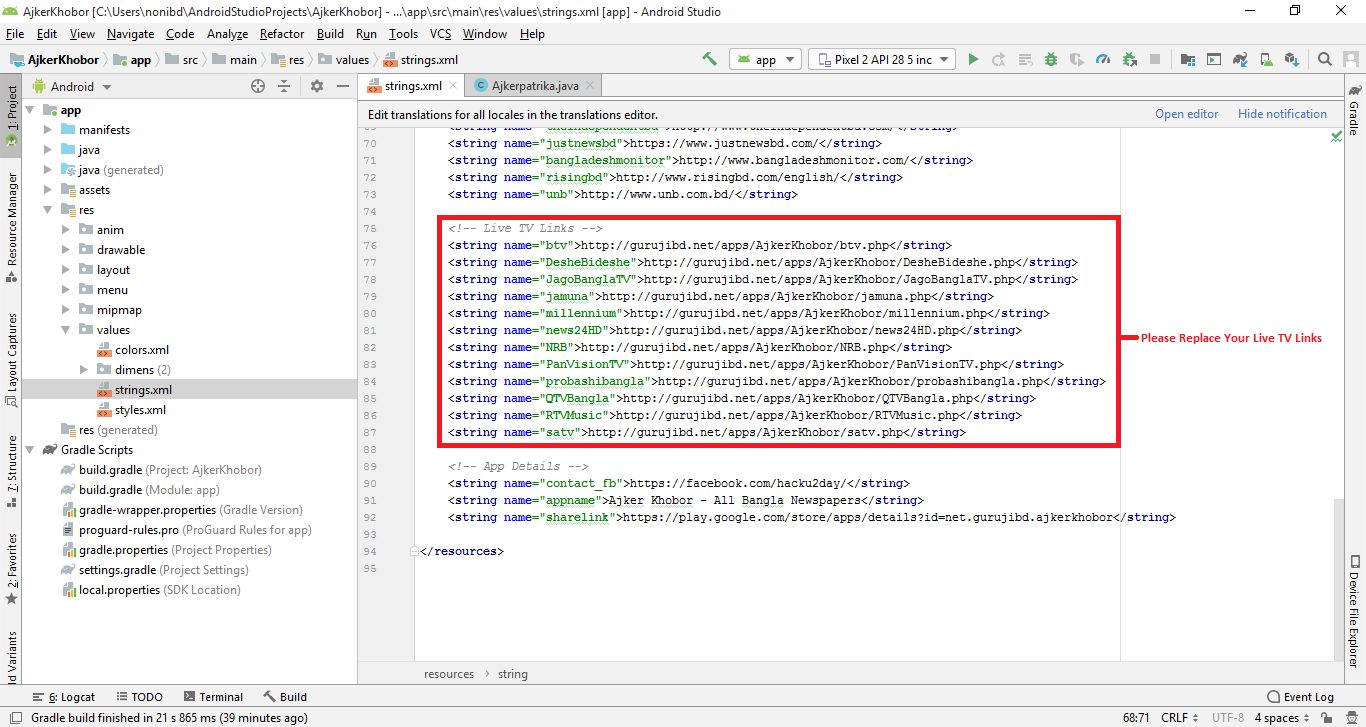 AjkerKhobor [C:\Users\nonibd\AndroidStudioProjects\AjkerKhobor] - ...\app\src\main\res\values\strings.xml [app] - Android Studio
File Edit View Navigate Code Analyze Refactor Build Run Tools VCS Window Help
AjkerKhobor app src main res values strings.xml
app Pixel 2 API 28 5 inc
1: Project
Resource Manager
Layout Captures
7: Structure
2: Favorites
ld Variants
Android
app
manifests
java
java (generated)
assets
res
anim
drawable
layout
menu
mipmap
values
colors.xml
dimens (2)
strings.xml
styles.xml
res (generated)
Gradle Scripts
build.gradle (Project: AjkerKhobor)
build.gradle (Module: app)
gradle-wrapper.properties (Gradle Version)
proguard-rules.pro (ProGuard Rules for app)
gradle.properties (Project Properties)
settings.gradle (Project Settings)
local.properties (SDK Location)
strings.xml Ajkerpatrika.java
Edit translations for all locales in the translations editor. Open editor Hide notification
70 <string name="justnewsbd">https://www.justnewsbd.com/</string>
71 <string name="bangladeshmonitor">http://www.bangladeshmonitor.com/</string>
72 <string name="risingbd">http://www.risingbd.com/english/</string>
73 <string name="unb">http://www.unb.com.bd/</string>
74
75 <!-- Live TV Links -->
76 <string name="btv">http://gurujibd.net/apps/AjkerKhobor/btv.php</string>
77 <string name="DesheBideshe">http://gurujibd.net/apps/AjkerKhobor/DesheBideshe.php</string>
78 <string name="JagoBanglaTV">http://gurujibd.net/apps/AjkerKhobor/JagoBanglaTV.php</string>
79 <string name="jamuna">http://gurujibd.net/apps/AjkerKhobor/jamuna.php</string>
80 <string name="millennium">http://gurujibd.net/apps/AjkerKhobor/millennium.php</string>
81 <string name="news24HD">http://gurujibd.net/apps/AjkerKhobor/news24HD.php</string>
82 <string name="NRB">http://gurujibd.net/apps/AjkerKhobor/NRB.php</string>
83 <string name="PanVisionTV">http://gurujibd.net/apps/AjkerKhobor/PanVisionTV.php</string>
84 <string name="probashibangla">http://gurujibd.net/apps/AjkerKhobor/probashibangla.php</string>
85 <string name="QTVBangla">http://gurujibd.net/apps/AjkerKhobor/QTVBangla.php</string>
86 <string name="RTVMusic">http://gurujibd.net/apps/AjkerKhobor/RTVMusic.php</string>
87 <string name="satv">http://gurujibd.net/apps/AjkerKhobor/satv.php</string>
88
89 <!-- App Details -->
90 <string name="contact_fb">https://facebook.com/hacku2day/</string>
91 <string name="appname">Ajker Khobor - All Bangla Newspapers</string>
92 <string name="sharelink">https://play.google.com/store/apps/details?id=net.gurujibd.ajkerkhobor</string>
93
94 </resources>
95
Please Replace Your Live TV Links
Gradle
Device File Explorer
resources string
6: Logcat TODO Terminal Build Event Log
Gradle build finished in 21 s 865 ms (39 minutes ago) 68:71 CRLF UTF-8 4 spaces